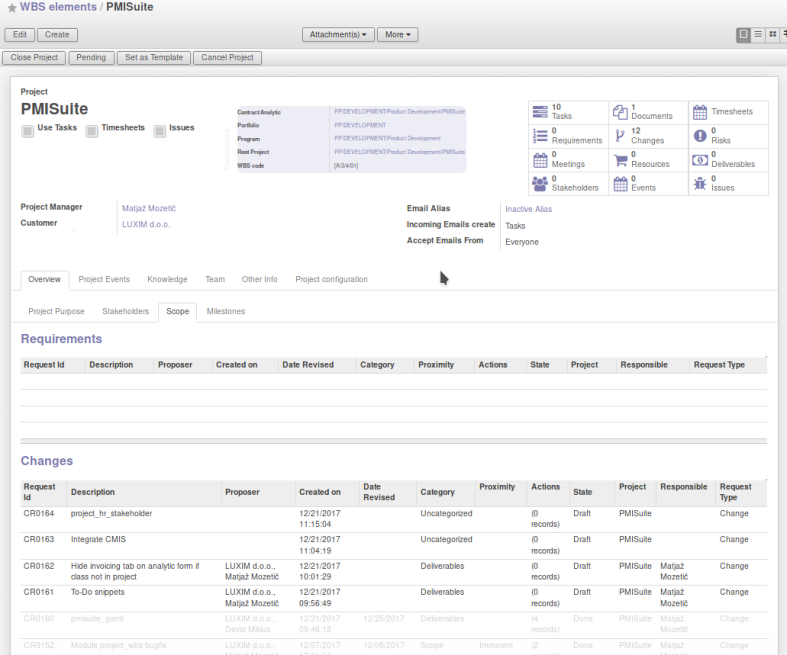 WBS elements / PMISuite
Edit Create Attachment(s) More
Close Project Pending Set as Template Cancel Project
Project
PMISuite
Use Tasks Timesheets Issues
Contract/Analytic PP/DEVELOPMENT/Product Development/PMISuite
Portfolio PP/DEVELOPMENT
Program PP/DEVELOPMENT/Product Development
Root Project PP/DEVELOPMENT/Product Development/PMISuite
WBS code [A/3/4/01]
10 Tasks
1 Documents
Timesheets
0 Requirements
12 Changes
0 Risks
0 Meetings
0 Resources
0 Deliverables
0 Stakeholders
0 Events
0 Issues
Project Manager Matjaž Mozetič
Customer LUXIM d.o.o.
Email Alias Inactive Alias
Incoming Emails create Tasks
Accept Emails From Everyone
Overview Project Events Knowledge Team Other Info Project configuration
Project Purpose Stakeholders Scope Milestones
Requirements
Request Id Description Proposer Created on Date Revised Category Proximity Actions State Project Responsible Request Type
Changes
Request Id Description Proposer Created on Date Revised Category Proximity Actions State Project Responsible Request Type
CR0164 project_hr_stakeholder 12/21/2017 11:15:04 Uncategorized (0 records) Draft PMISuite Change
CR0163 Integrate CMIS 12/21/2017 11:04:19 Uncategorized (0 records) Draft PMISuite Change
CR0162 Hide invoicing tab on analytic form if class not in project LUXIM d.o.o., Matjaž Mozetič 12/21/2017 10:01:29 Deliverables (0 records) Draft PMISuite Matjaž Mozetič Change
CR0161 To-Do snippets LUXIM d.o.o., Matjaž Mozetič 12/21/2017 09:56:49 Deliverables (0 records) Draft PMISuite Matjaž Mozetič Change
CR0160 pmisuite_gantt LUXIM d.o.o., David Miklus 12/21/2017 09:46:18 12/25/2017 Deliverables (4 records) Done PMISuite Matjaž Mozetič Change
CR0152 Module project_wbs bugfis LUXIM d.o.o., 12/07/2017 12/08/2017 Scope Imminent (2 Done PMISuite Matjaž Change